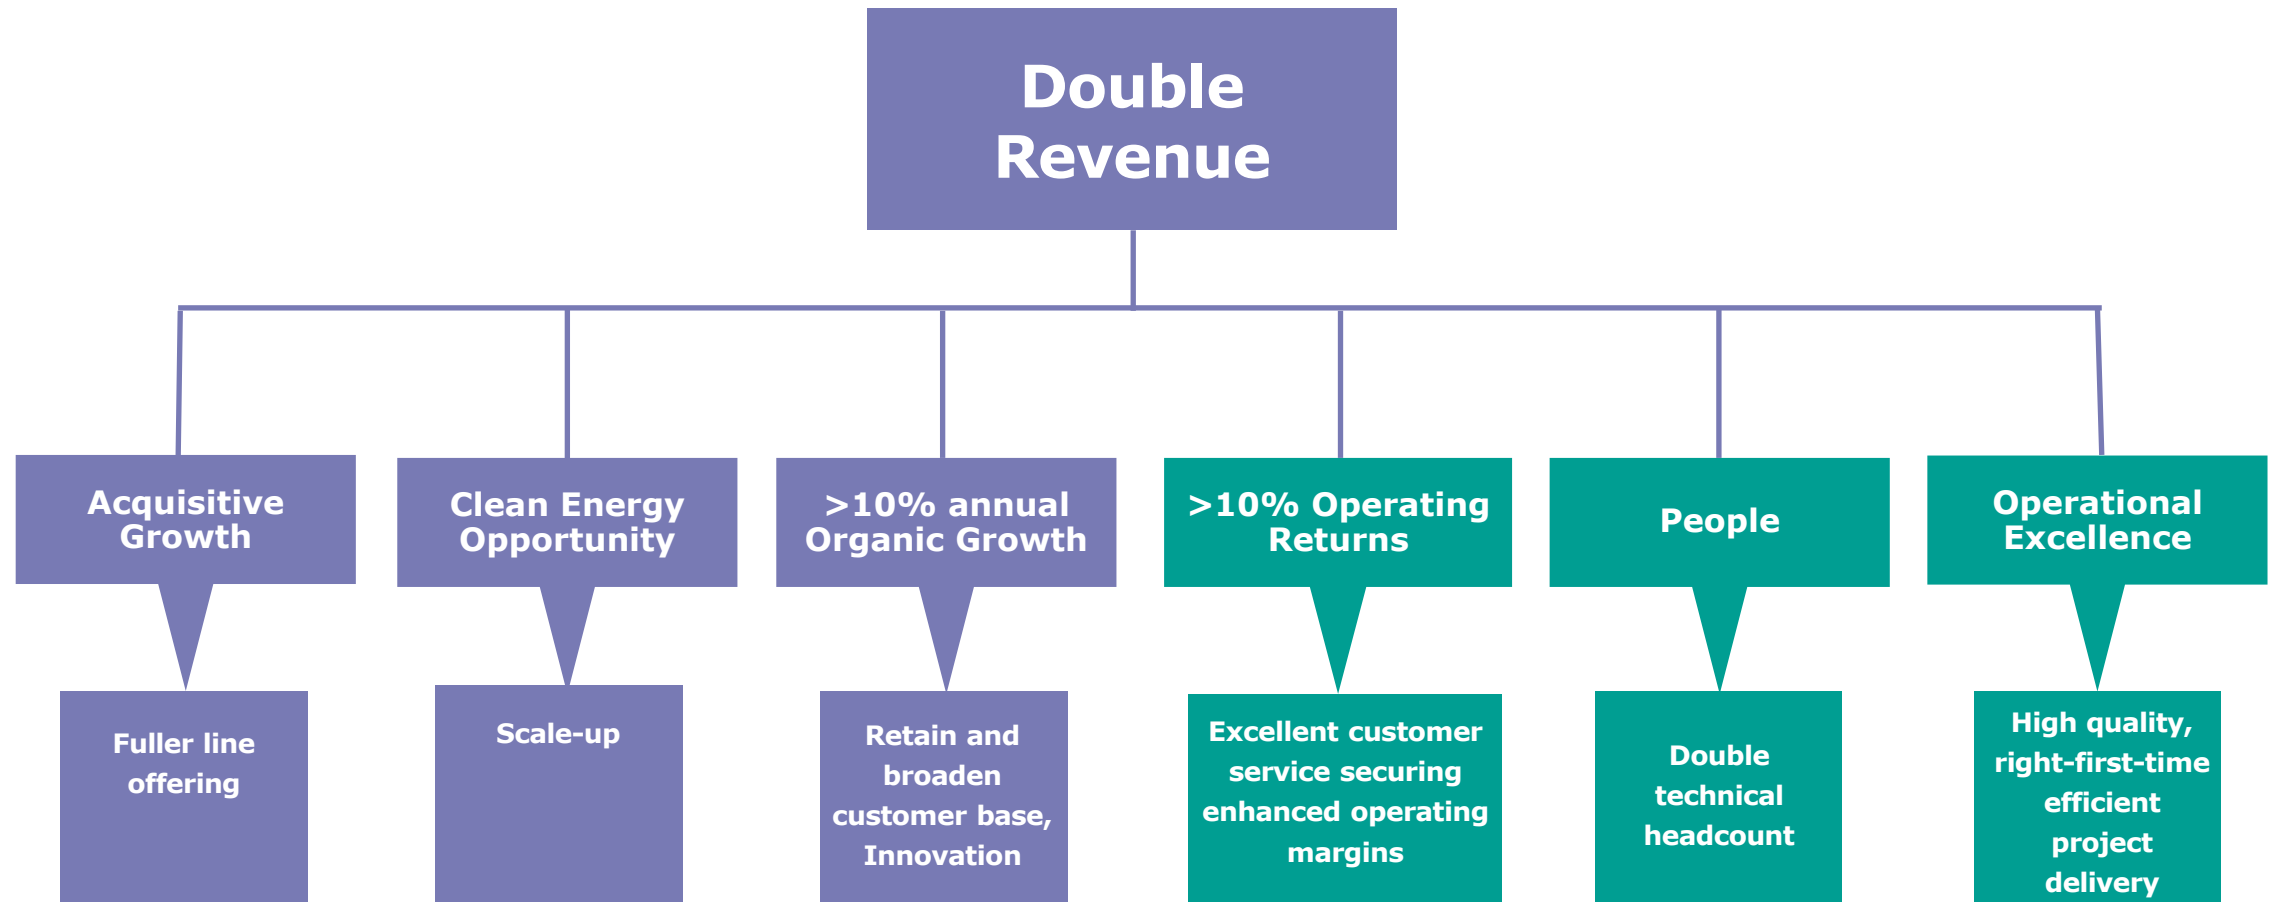 Double
Revenue
Acquisitive
Growth
Clean Energy
Opportunity
>10% annual
Organic Growth
>10% Operating
Returns
People
Operational
Excellence
Fuller line
offering
Scale-up
Retain and
broaden
customer base,
Innovation
Excellent customer
service securing
enhanced operating
margins
Double
technical
headcount
High quality,
right-first-time
efficient
project
delivery